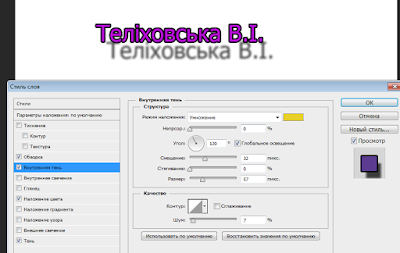 Теліховська В.І.
Теліховська В.І.
Стиль слоя
Стили
Параметры наложения: по умолчанию
Тиснение
Контур
Текстура
Обводка
Внутренняя тень
Внутреннее свечение
Глянец
Наложение цвета
Наложение градиента
Наложение узора
Внешнее свечение
Тень
Внутренняя тень
Структура
Режим наложения: Умножение
Непрозр.: 0 %
Угол: 120 ° Глобальное освещение
Смещение: 32 пикс.
Стягивание: 0 %
Размер: пикс.
Качество
Контур: Сглаживание
Шум: 7 %
Использовать по умолчанию Восстановить значения по умолчанию
ОК
Отмена
Новый стиль...
Просмотр